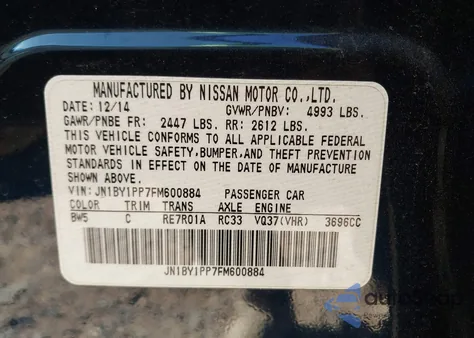 MANUFACTURED BY NISSAN MOTOR CO.,LTD.
DATE: 12/14 GVWR/PNBV: 4993 LBS.
GAWR/PNBE FR: 2447 LBS. RR: 2612 LBS.
THIS VEHICLE CONFORMS TO ALL APPLICABLE FEDERAL
MOTOR VEHICLE SAFETY, BUMPER, AND THEFT PREVENTION
STANDARDS IN EFFECT ON THE DATE OF MANUFACTURE
SHOWN ABOVE.
VIN: JN1BY1PP7FM600884 PASSENGER CAR
COLOR TRIM TRANS AXLE ENGINE
BW5 C RE7R01A RC33 VQ37(VHR) 3696CC
JN1BY1PP7FM600884